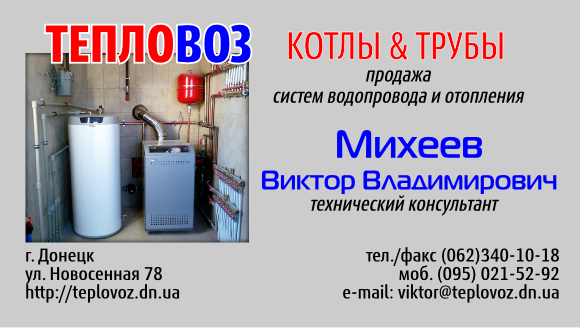 ТЕПЛОВОЗ
КОТЛЫ & ТРУБЫ
продажа
систем водопровода и отопления
Михеев
Виктор Владимирович
технический консультант
г. Донецк
ул. Новосенная 78
http://teplovoz.dn.ua
тел./факс (062)340-10-18
моб. (095) 021-52-92
e-mail: viktor@teplovoz.dn.ua